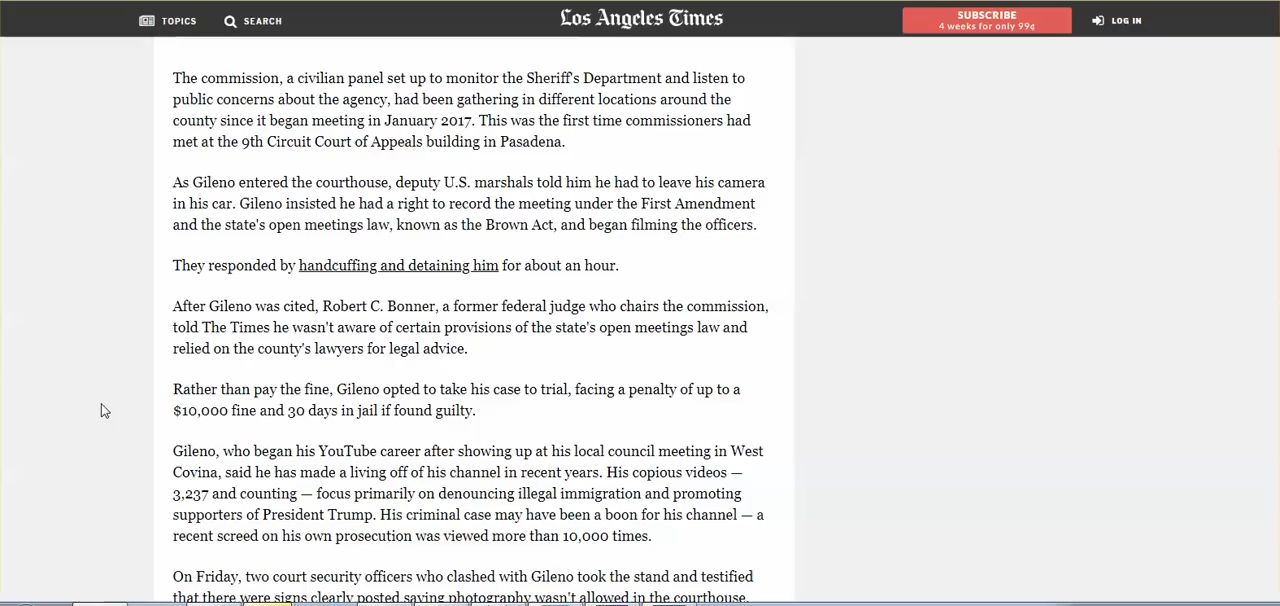 TOPICS SEARCH Los Angeles Times SUBSCRIBE LOG IN
4 weeks for only 99¢
The commission, a civilian panel set up to monitor the Sheriff's Department and listen to
public concerns about the agency, had been gathering in different locations around the
county since it began meeting in January 2017. This was the first time commissioners had
met at the 9th Circuit Court of Appeals building in Pasadena.
As Gileno entered the courthouse, deputy U.S. marshals told him he had to leave his camera
in his car. Gileno insisted he had a right to record the meeting under the First Amendment
and the state's open meetings law, known as the Brown Act, and began filming the officers.
They responded by handcuffing and detaining him for about an hour.
After Gileno was cited, Robert C. Bonner, a former federal judge who chairs the commission,
told The Times he wasn't aware of certain provisions of the state's open meetings law and
relied on the county's lawyers for legal advice.
Rather than pay the fine, Gileno opted to take his case to trial, facing a penalty of up to a
$10,000 fine and 30 days in jail if found guilty.
Gileno, who began his YouTube career after showing up at his local council meeting in West
Covina, said he has made a living off of his channel in recent years. His copious videos —
3,237 and counting — focus primarily on denouncing illegal immigration and promoting
supporters of President Trump. His criminal case may have been a boon for his channel — a
recent screed on his own prosecution was viewed more than 10,000 times.
On Friday, two court security officers who clashed with Gileno took the stand and testified
that there were signs clearly posted saying photography wasn't allowed in the courthouse.